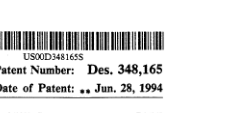 US00D348165S
Patent Number: Des. 348,165
Date of Patent: ** Jun. 28, 1994